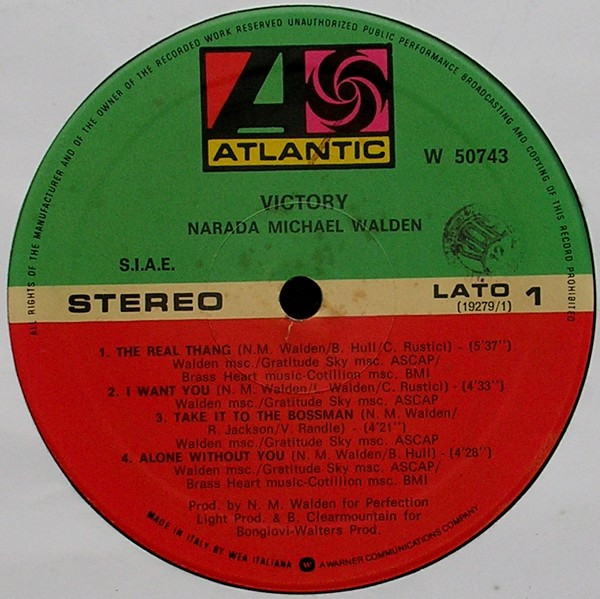 ALL RIGHTS OF THE MANUFACTURER AND OF THE OWNER OF THE RECORDED WORK RESERVED UNAUTHORIZED PUBLIC PERFORMANCE BROADCASTING AND COPYING OF THIS RECORD PROHIBITED
A
ATLANTIC
W 50743
VICTORY
NARADA MICHAEL WALDEN
S.I.A.E.
STEREO
LATO 1
(19279/1)
1. THE REAL THANG (N.M. Walden/B. Hull/C. Rustici) - (5'37'')
Walden msc./Gratitude Sky msc. ASCAP/
Brass Heart music-Cotillion msc. BMI
2. I WANT YOU (N. M. Walden/L. Walden/C. Rustici) - (4'33'')
Walden msc./Gratitude Sky msc. ASCAP
3. TAKE IT TO THE BOSSMAN (N. M. Walden/
R. Jackson/V. Randle) - (4'21'')
Walden msc./Gratitude Sky msc. ASCAP
4. ALONE WITHOUT YOU (N. M. Walden/B. Hull) - (4'28'')
Walden msc./Gratitude Sky msc. ASCAP/
Brass Heart music-Cotillion msc. BMI
Prod. by N. M. Walden for Perfection
Light Prod. & B. Clearmountain for
Bongiovi-Walters Prod.
MADE IN ITALY BY WEA ITALIANA W A WARNER COMMUNICATIONS COMPANY